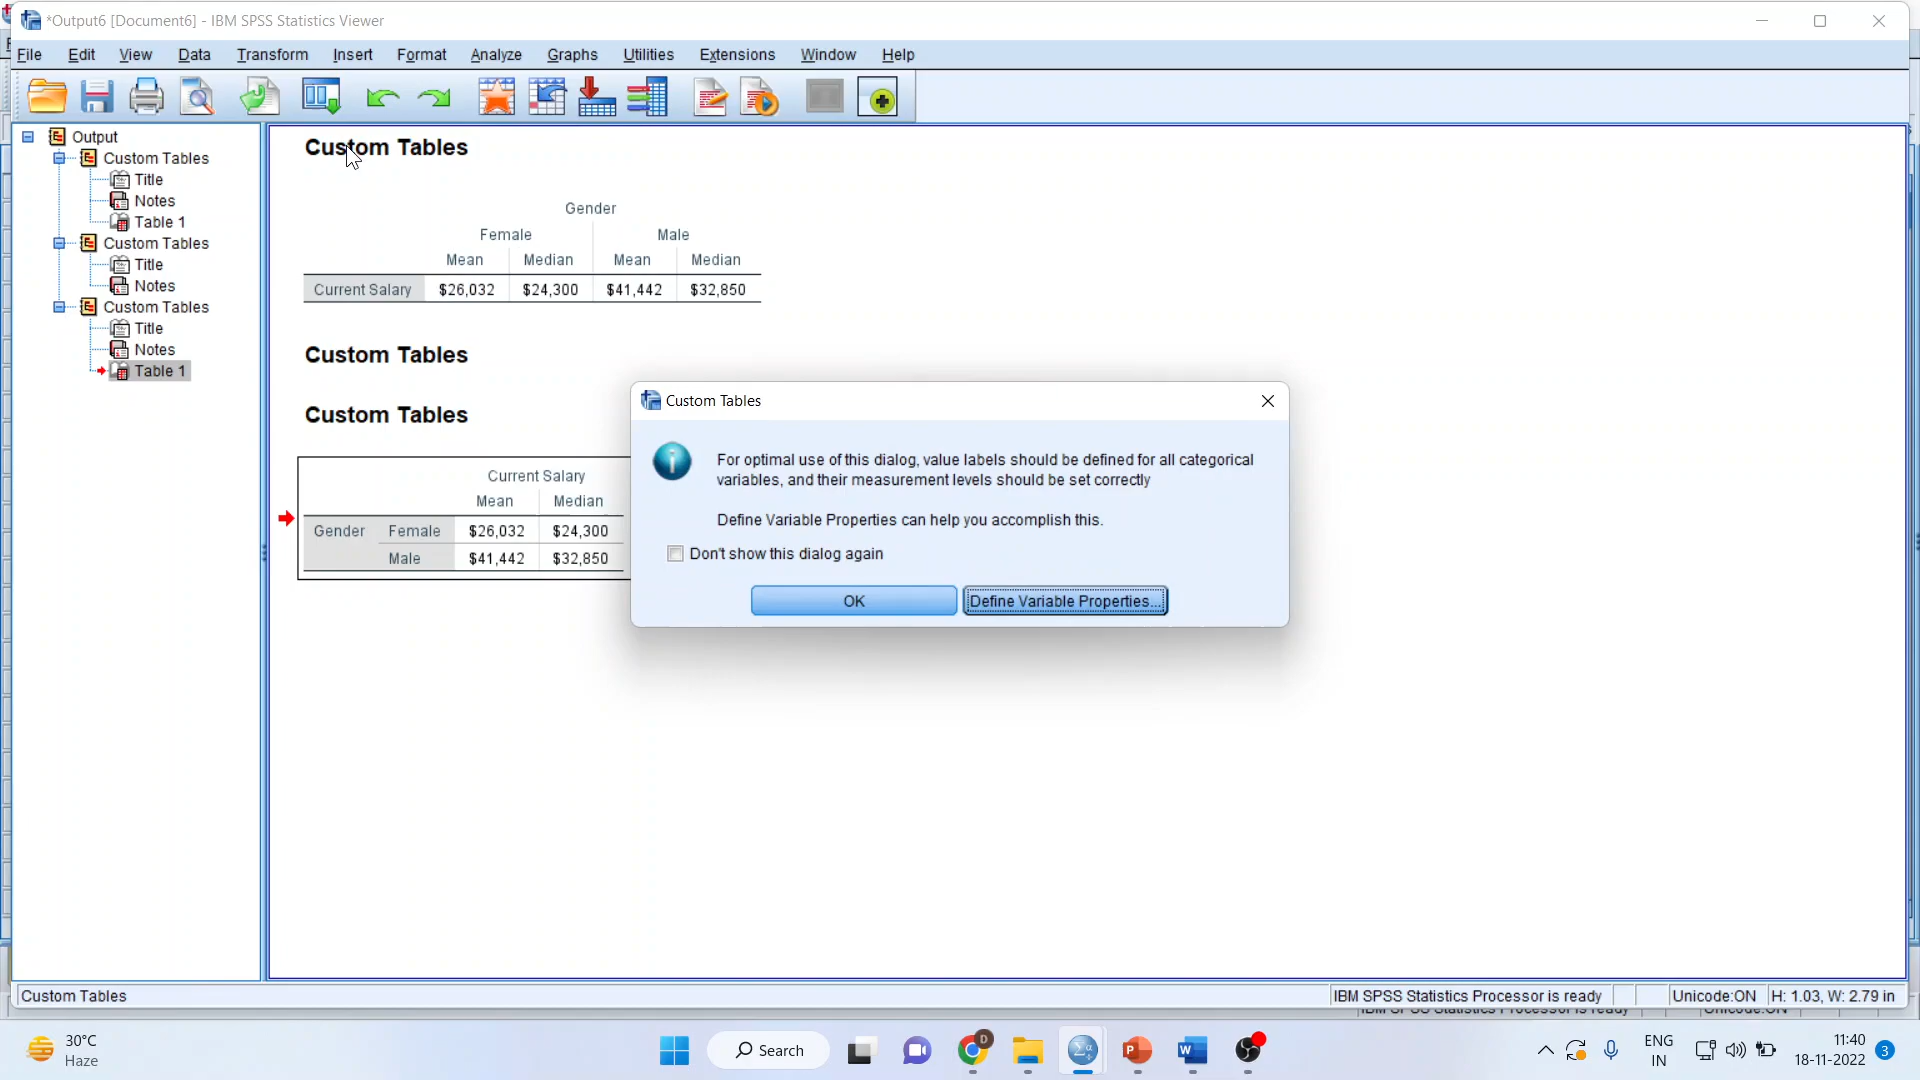 *Output6 [Document6] - IBM SPSS Statistics Viewer
File Edit View Data Transform Insert Format Analyze Graphs Utilities Extensions Window Help
Output
Custom Tables
Title
Notes
Table 1
Custom Tables
Title
Notes
Custom Tables
Title
Notes
Table 1
Custom Tables
Gender
Female Male
Mean Median Mean Median
Current Salary $26,032 $24,300 $41,442 $32,850
Custom Tables
Custom Tables
Current Salary
Mean Median
Gender Female $26,032 $24,300
Male $41,442 $32,850
Custom Tables
For optimal use of this dialog, value labels should be defined for all categorical
variables, and their measurement levels should be set correctly
Define Variable Properties can help you accomplish this.
Don't show this dialog again
OK Define Variable Properties...
Custom Tables IBM SPSS Statistics Processor is ready Unicode:ON H: 1.03, W: 2.79 in
30°C
Haze
Search
D
ENG
IN
11:40
18-11-2022
3